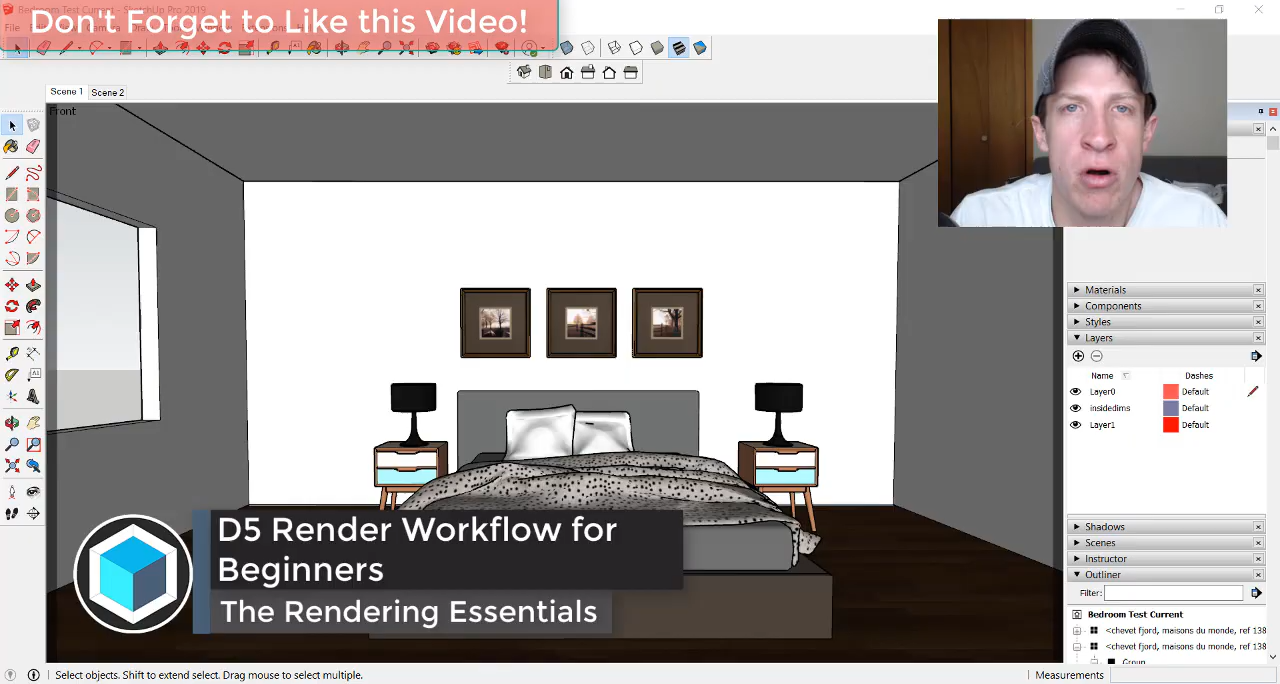 Don't Forget to Like this Video!
Scene 1
Scene 2
Front
Materials
Components
Styles
Layers
Name
Dashes
Layer0
Default
insidedims
Default
Layer1
Default
D5 Render Workflow for
Beginners
The Rendering Essentials
Shadows
Scenes
Instructor
Outliner
Filter:
Bedroom Test Current
<chevet fjord, maisons du monde, ref 138
<chevet fjord, maisons du monde, ref 138
Group
Select objects. Shift to extend select. Drag mouse to select multiple.
Measurements